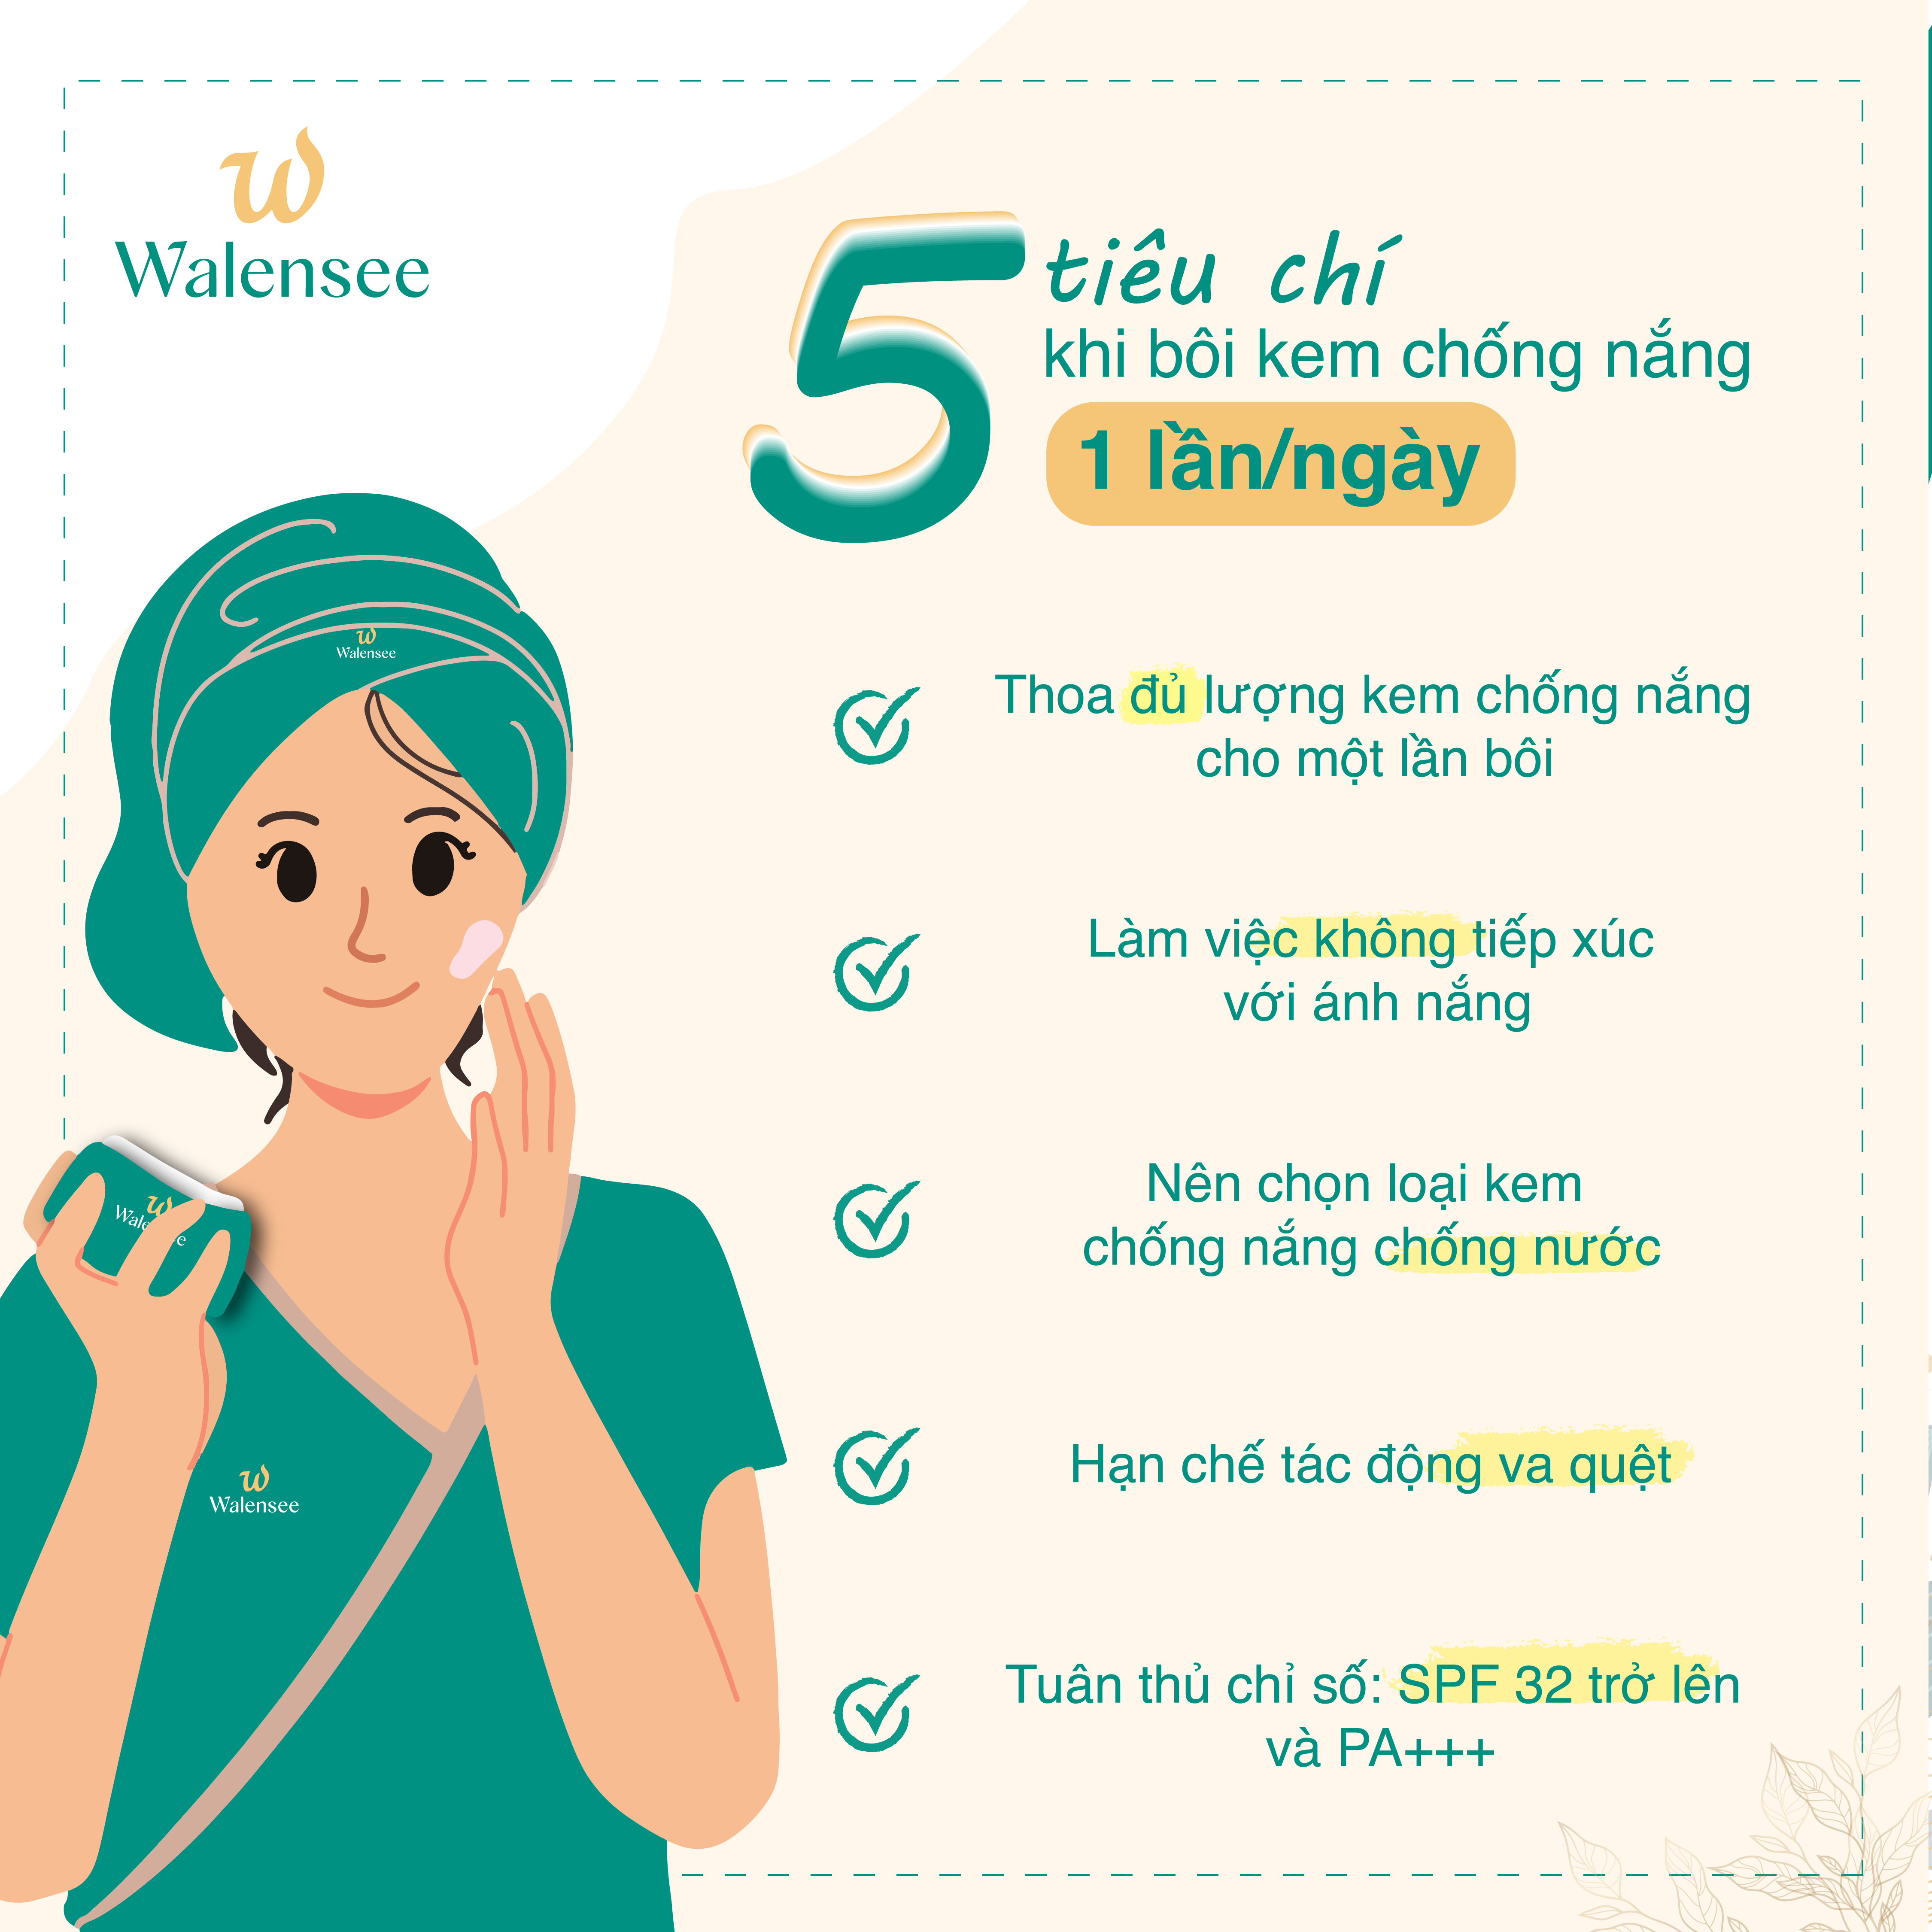 w
Walensee
5 tiêu chí
khi bôi kem chống nắng
1 lần/ngày
w
Walensee
Thoa đủ lượng kem chống nắng
cho một lần bôi
Làm việc không tiếp xúc
với ánh nắng
Nên chọn loại kem
chống nắng chống nước
w
Wale
e
Hạn chế tác động va quệt
w
Walensee
Tuân thủ chỉ số: SPF 32 trở lên
và PA+++